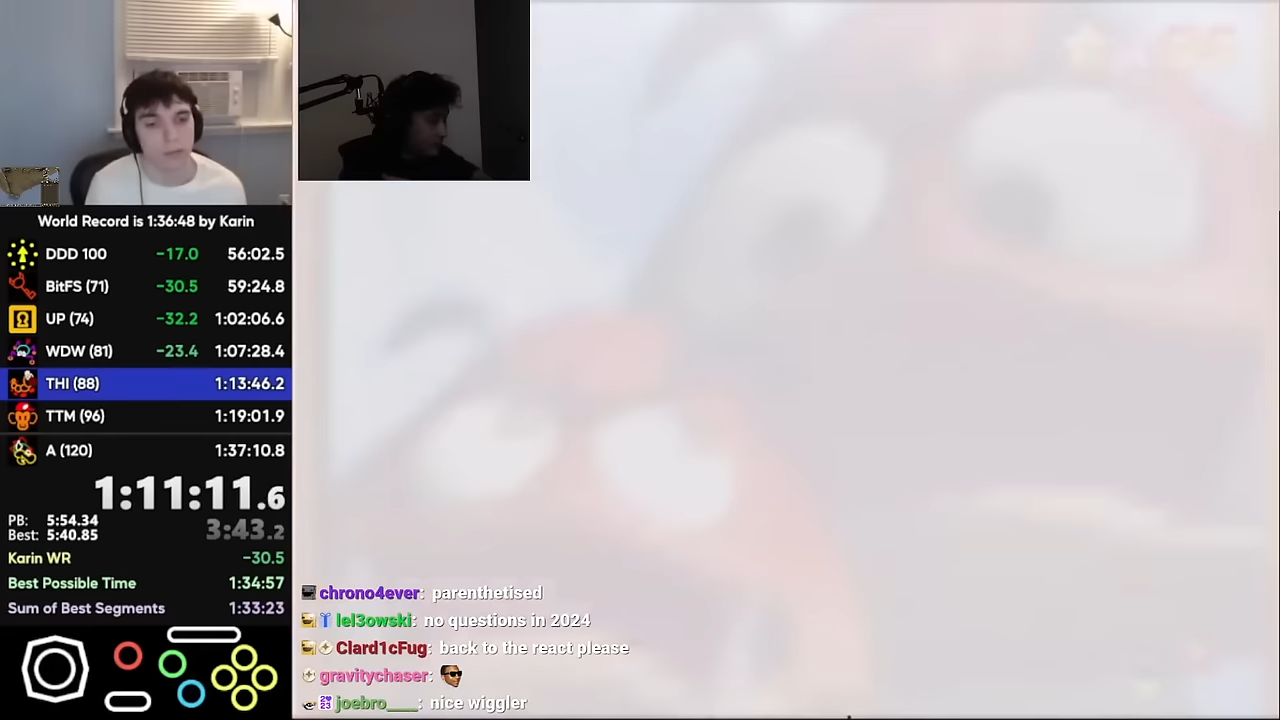 World Record is 1:36:48 by Karin
DDD 100 −17.0 56:02.5
BitFS (71) −30.5 59:24.8
UP (74) −32.2 1:02:06.6
WDW (81) −23.4 1:07:28.4
THI (88) 1:13:46.2
TTM (96) 1:19:01.9
A (120) 1:37:10.8
1:11:11.6
PB: 5:54.34
Best: 5:40.85
3:43.2
Karin WR −30.5
Best Possible Time 1:34:57
Sum of Best Segments 1:33:23
chrono4ever: parenthetised
lel3owski: no questions in 2024
Clard1cFug: back to the react please
gravitychaser:
joebro___: nice wiggler